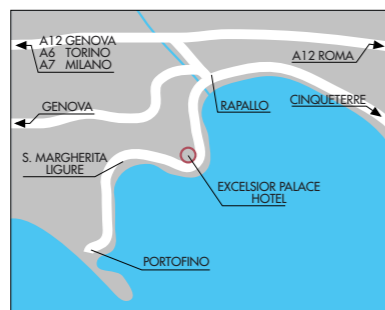 A12 GENOVA
A6 TORINO
A7 MILANO
A12 ROMA
GENOVA
RAPALLO
CINQUETERRE
S. MARGHERITA
LIGURE
EXCELSIOR PALACE
HOTEL
PORTOFINO